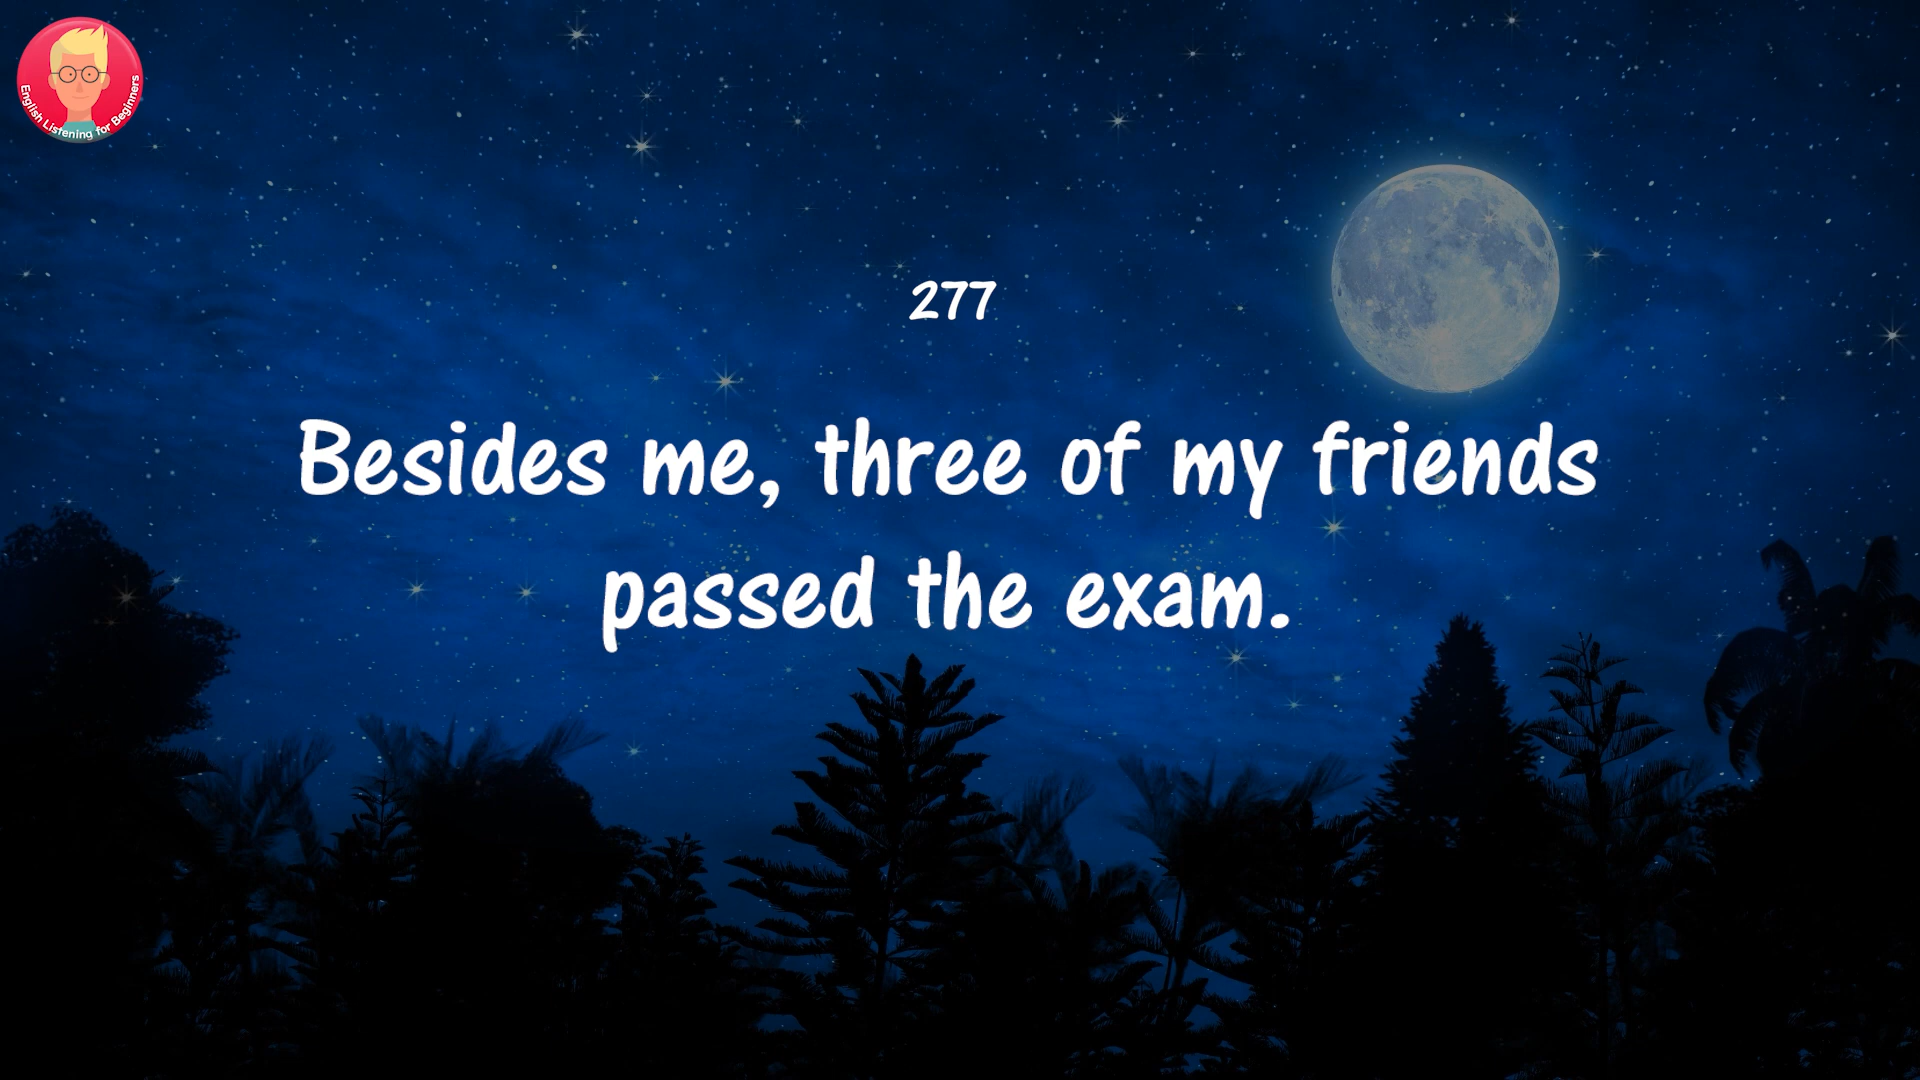 English Listening for Beginners
277
Besides me, three of my friends
passed the exam.